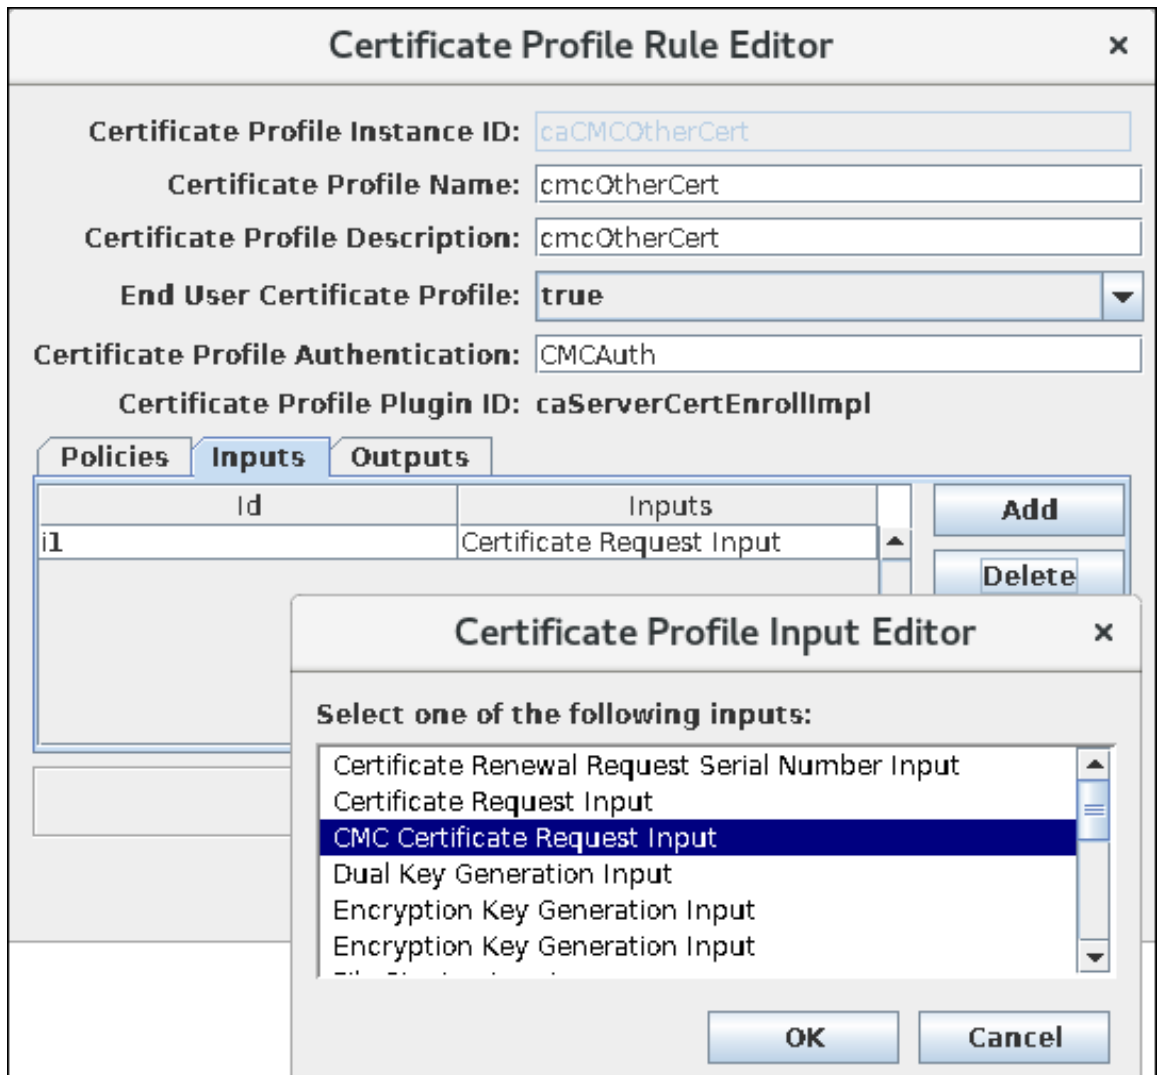 Certificate Profile Rule Editor ×
Certificate Profile Instance ID: caCMCOtherCert
Certificate Profile Name: cmcOtherCert
Certificate Profile Description: cmcOtherCert
End User Certificate Profile: true
Certificate Profile Authentication: CMCAuth
Certificate Profile Plugin ID: caServerCertEnrollImpl
Policies Inputs Outputs
Id Inputs Add
i1 Certificate Request Input
Delete
Certificate Profile Input Editor ×
Select one of the following inputs:
Certificate Renewal Request Serial Number Input
Certificate Request Input
CMC Certificate Request Input
Dual Key Generation Input
Encryption Key Generation Input
Encryption Key Generation Input
OK Cancel